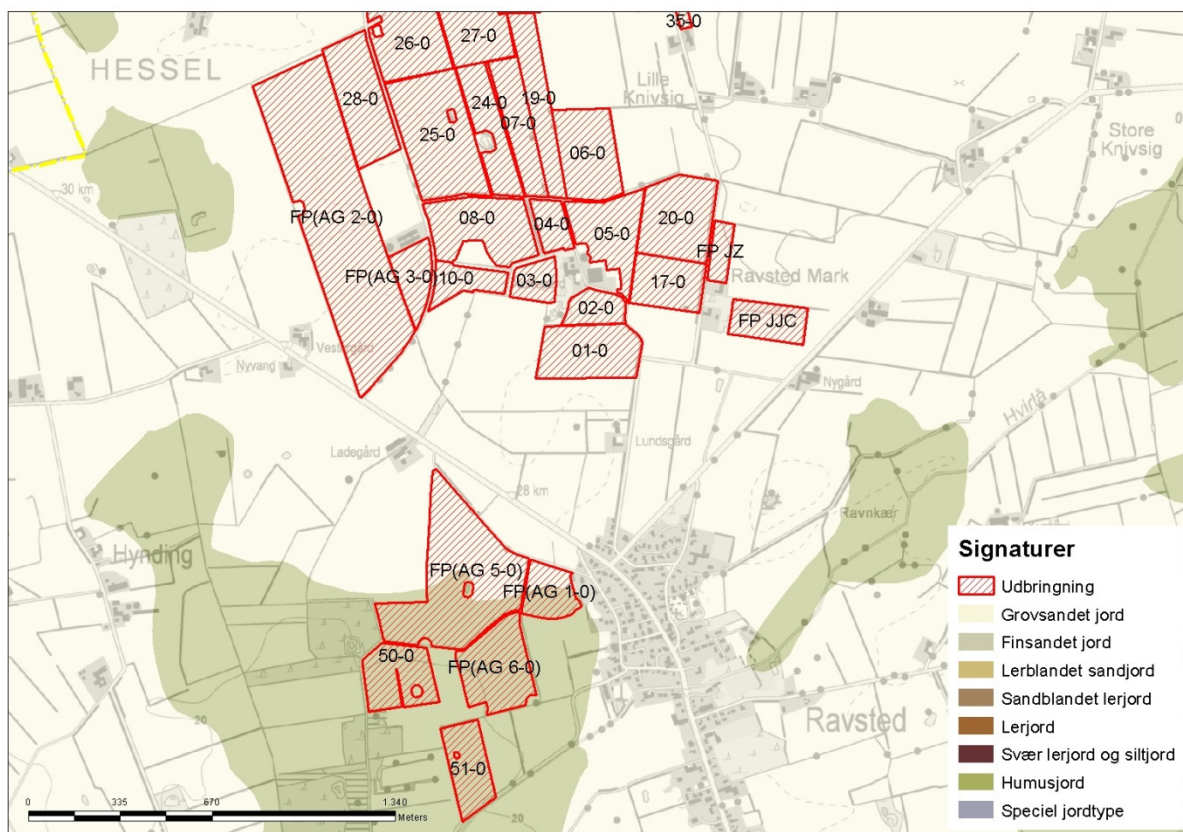 35-0
26-0
27-0
HESSEL
28-0
24-0
19-0
Lille
Knivsig
25-0
07-0
Store
Knivsig
06-0
30 km
FP(AG 2-0)
08-0
04-0
05-0
20-0
FP JZ
FP(AG 3-0)
10-0
03-0
17-0
Ravsted Mark
02-0
FP JJC
Vestergård
01-0
Nyvang
Nygård
Hvirlå
Ladegård
Lundsgård
28 km
Ravnkær
Hynding
FP(AG 5-0)
FP(AG 1-0)
50-0
FP(AG 6-0)
20
Ravsted
51-0
20
Signaturer
Udbringning
Grovsandet jord
Finsandet jord
Lerblandet sandjord
Sandblandet lerjord
Lerjord
Svær lerjord og siltjord
Humusjord
Speciel jordtype
0 335 670 1.340
Meters